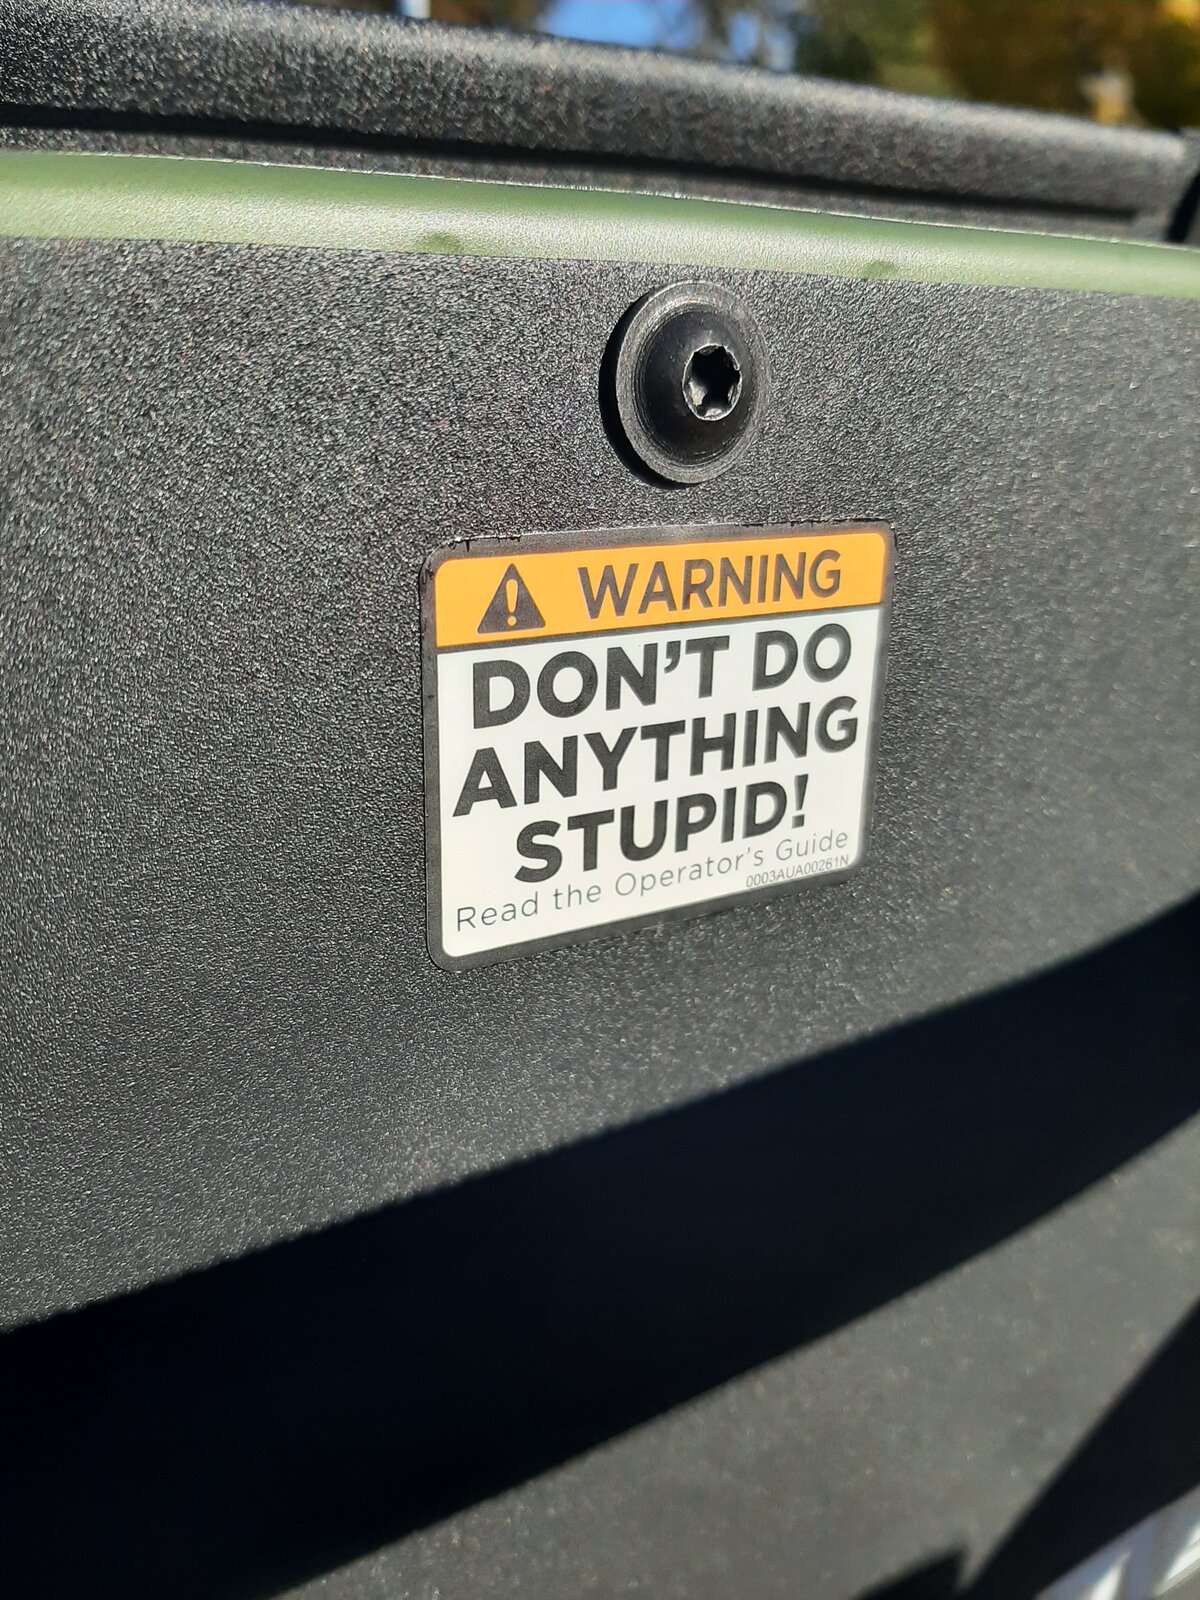 WARNING
DON'T DO
ANYTHING
STUPID!
Read the Operator's Guide
0003AUA00261N